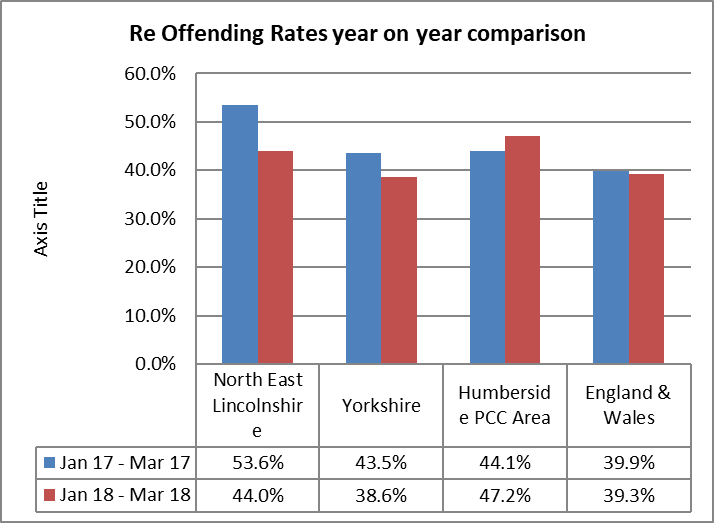 Re Offending Rates year on year comparison
60.0%
50.0%
40.0%
30.0%
20.0%
10.0%
0.0%
Axis Title
North East
Lincolnshir
e
Yorkshire
Humbersid
e PCC Area
England &
Wales
Jan 17 - Mar 17 53.6% 43.5% 44.1% 39.9%
Jan 18 - Mar 18 44.0% 38.6% 47.2% 39.3%